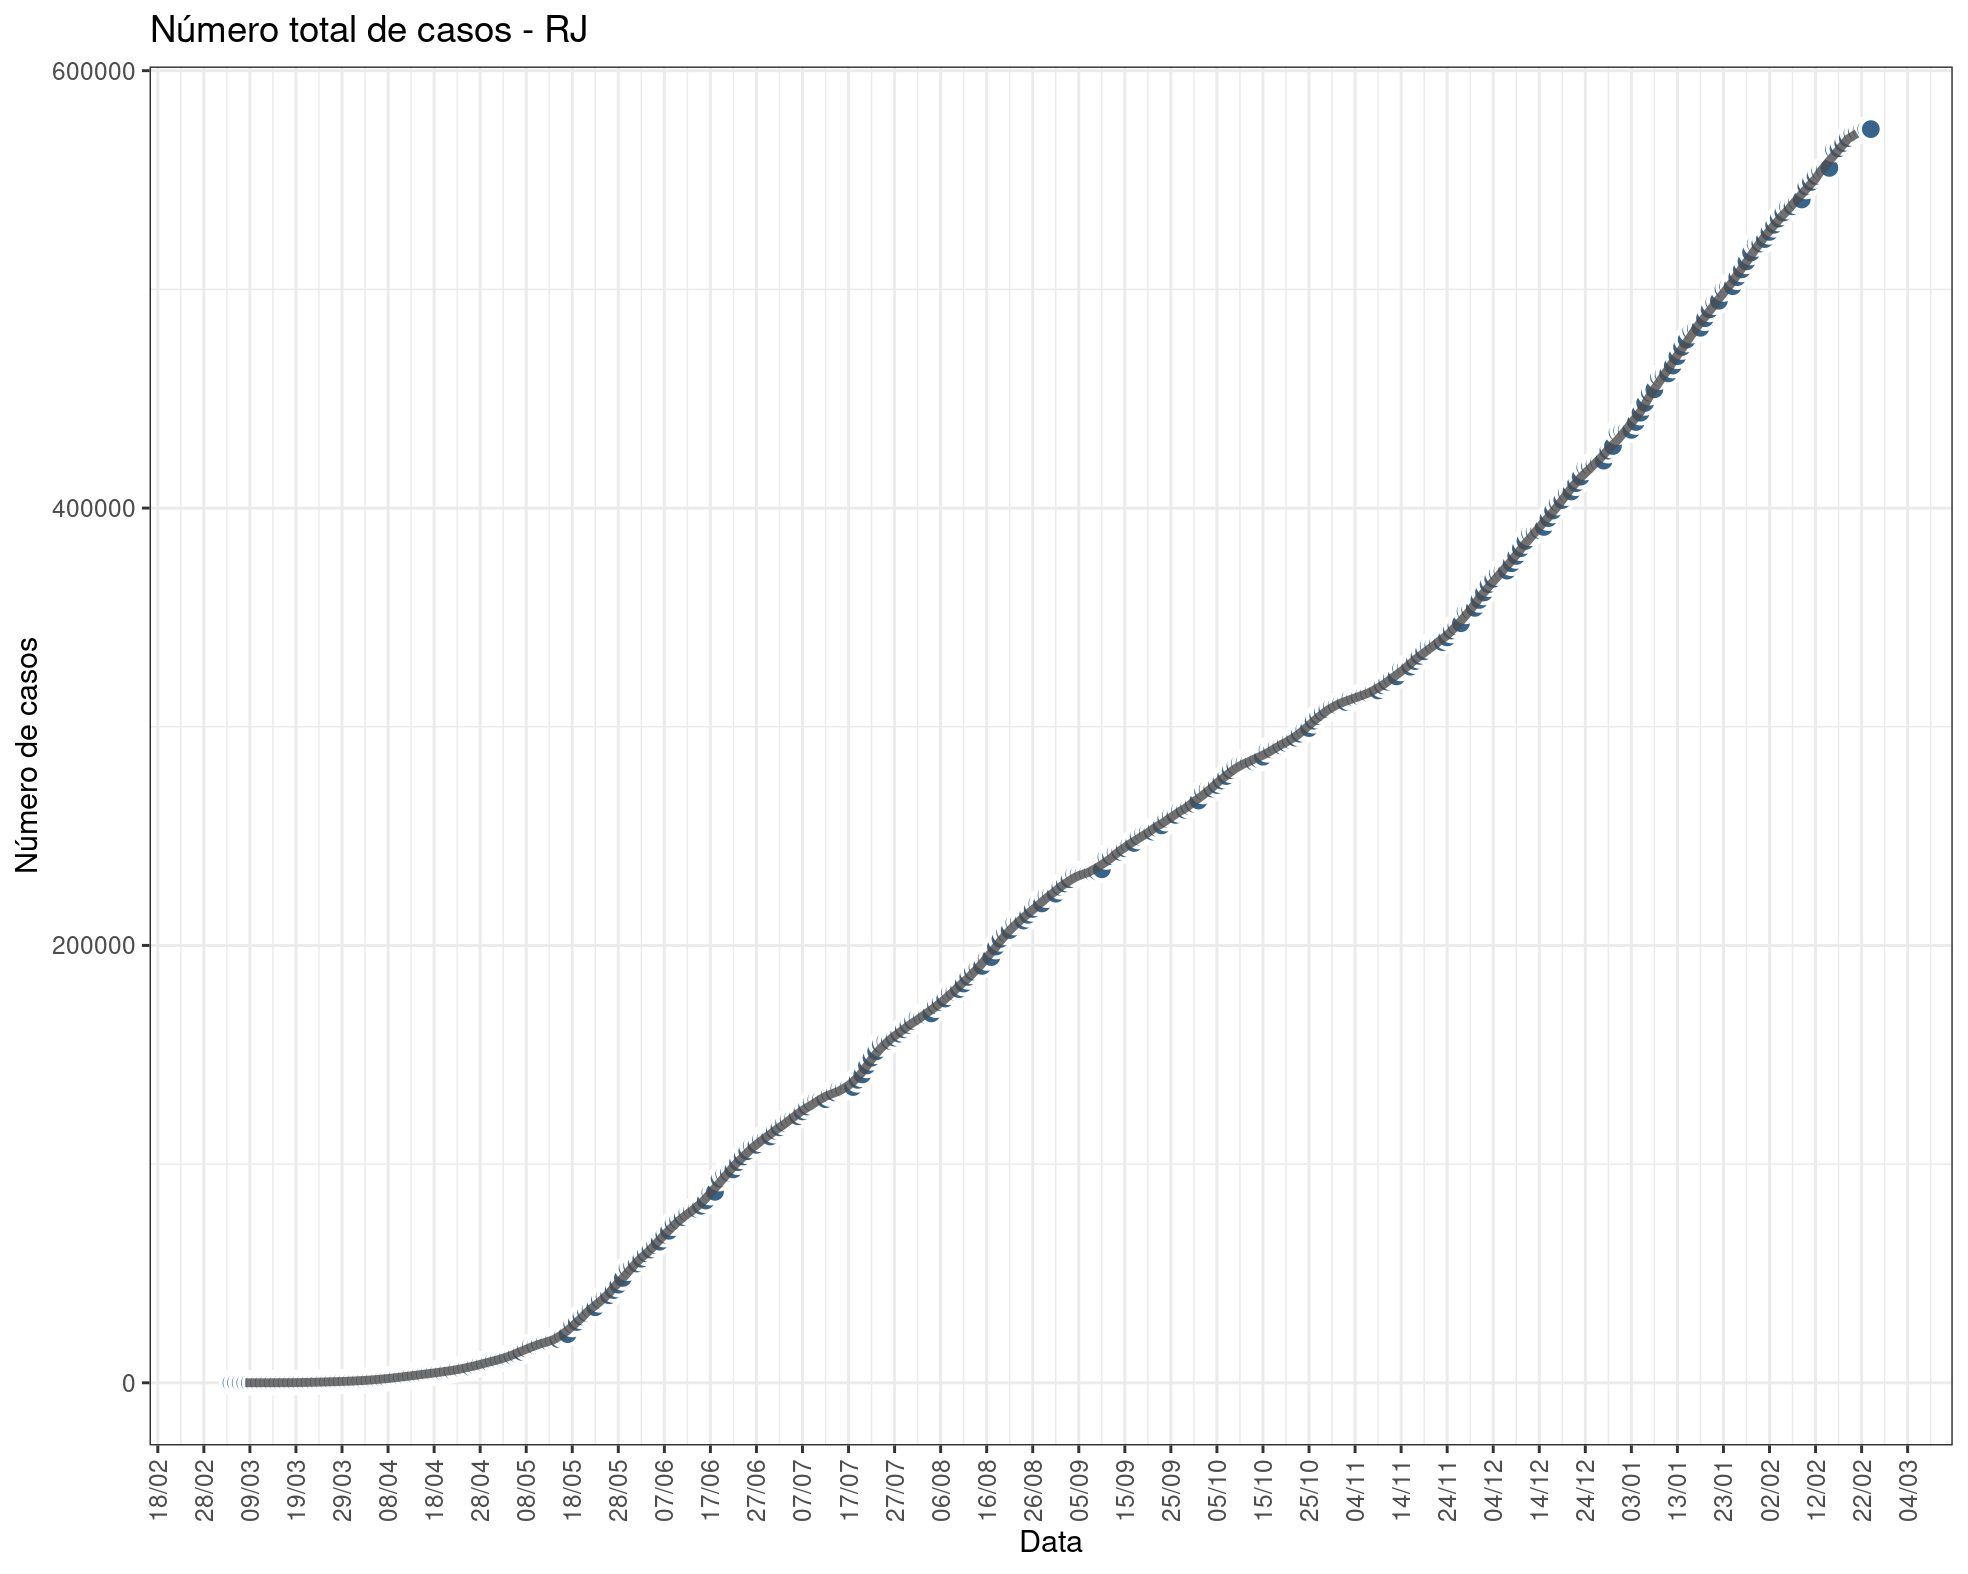 Número total de casos - RJ
600000
400000
200000
0
Número de casos
18/02 28/02 09/03 19/03 29/03 08/04 18/04 28/04 08/05 18/05 28/05 07/06 17/06 27/06 07/07 17/07 27/07 06/08 16/08 26/08 05/09 15/09 25/09 05/10 15/10 25/10 04/11 14/11 24/11 04/12 14/12 24/12 03/01 13/01 23/01 02/02 12/02 22/02 04/03
Data